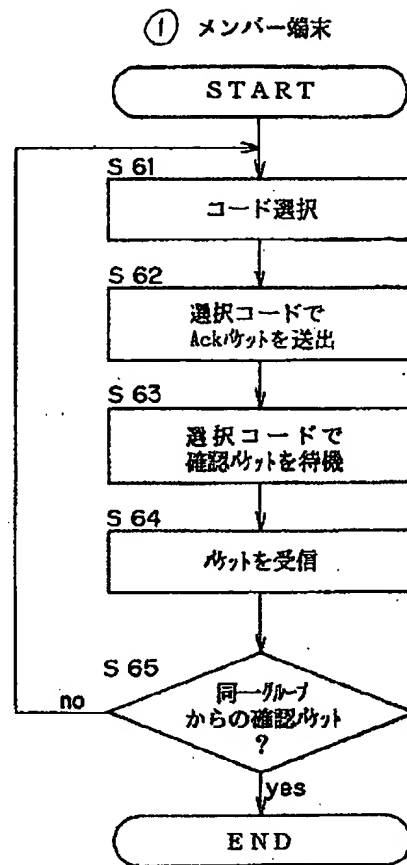 ① メンバー端末
START
S 61
コード選択
S 62
選択コードで
Ackパケットを送出
S 63
選択コードで
確認パケットを待機
S 64
パケットを受信
S 65
同一グループ
からの確認パケット
?
no
yes
END